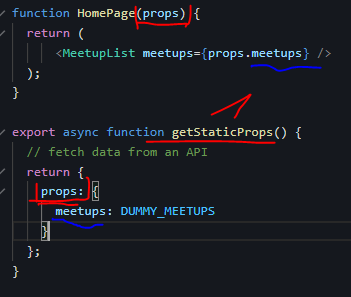 function HomePage(props) {
return (
<MeetupList meetups={props.meetups} />
);
}
export async function getStaticProps() {
// fetch data from an API
return {
props: {
meetups: DUMMY_MEETUPS
}
};
}